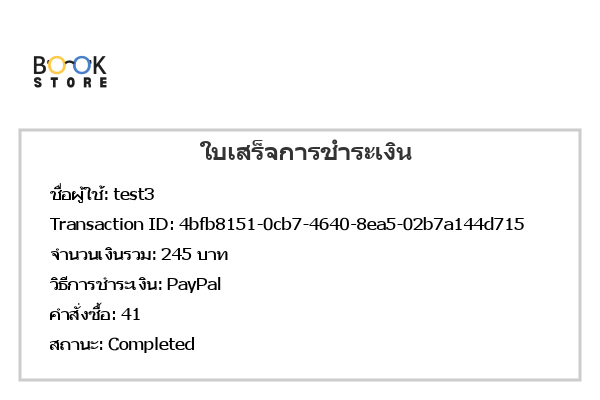 BOOK
STORE
ใบเสร็จการชำระเงิน
ชื่อผู้ใช้: test3
Transaction ID: 4bfb8151-0cb7-4640-8ea5-02b7a144d715
จำนวนเงินรวม: 245 บาท
วิธีการชำระเงิน: PayPal
คำสั่งซื้อ: 41
สถานะ: Completed